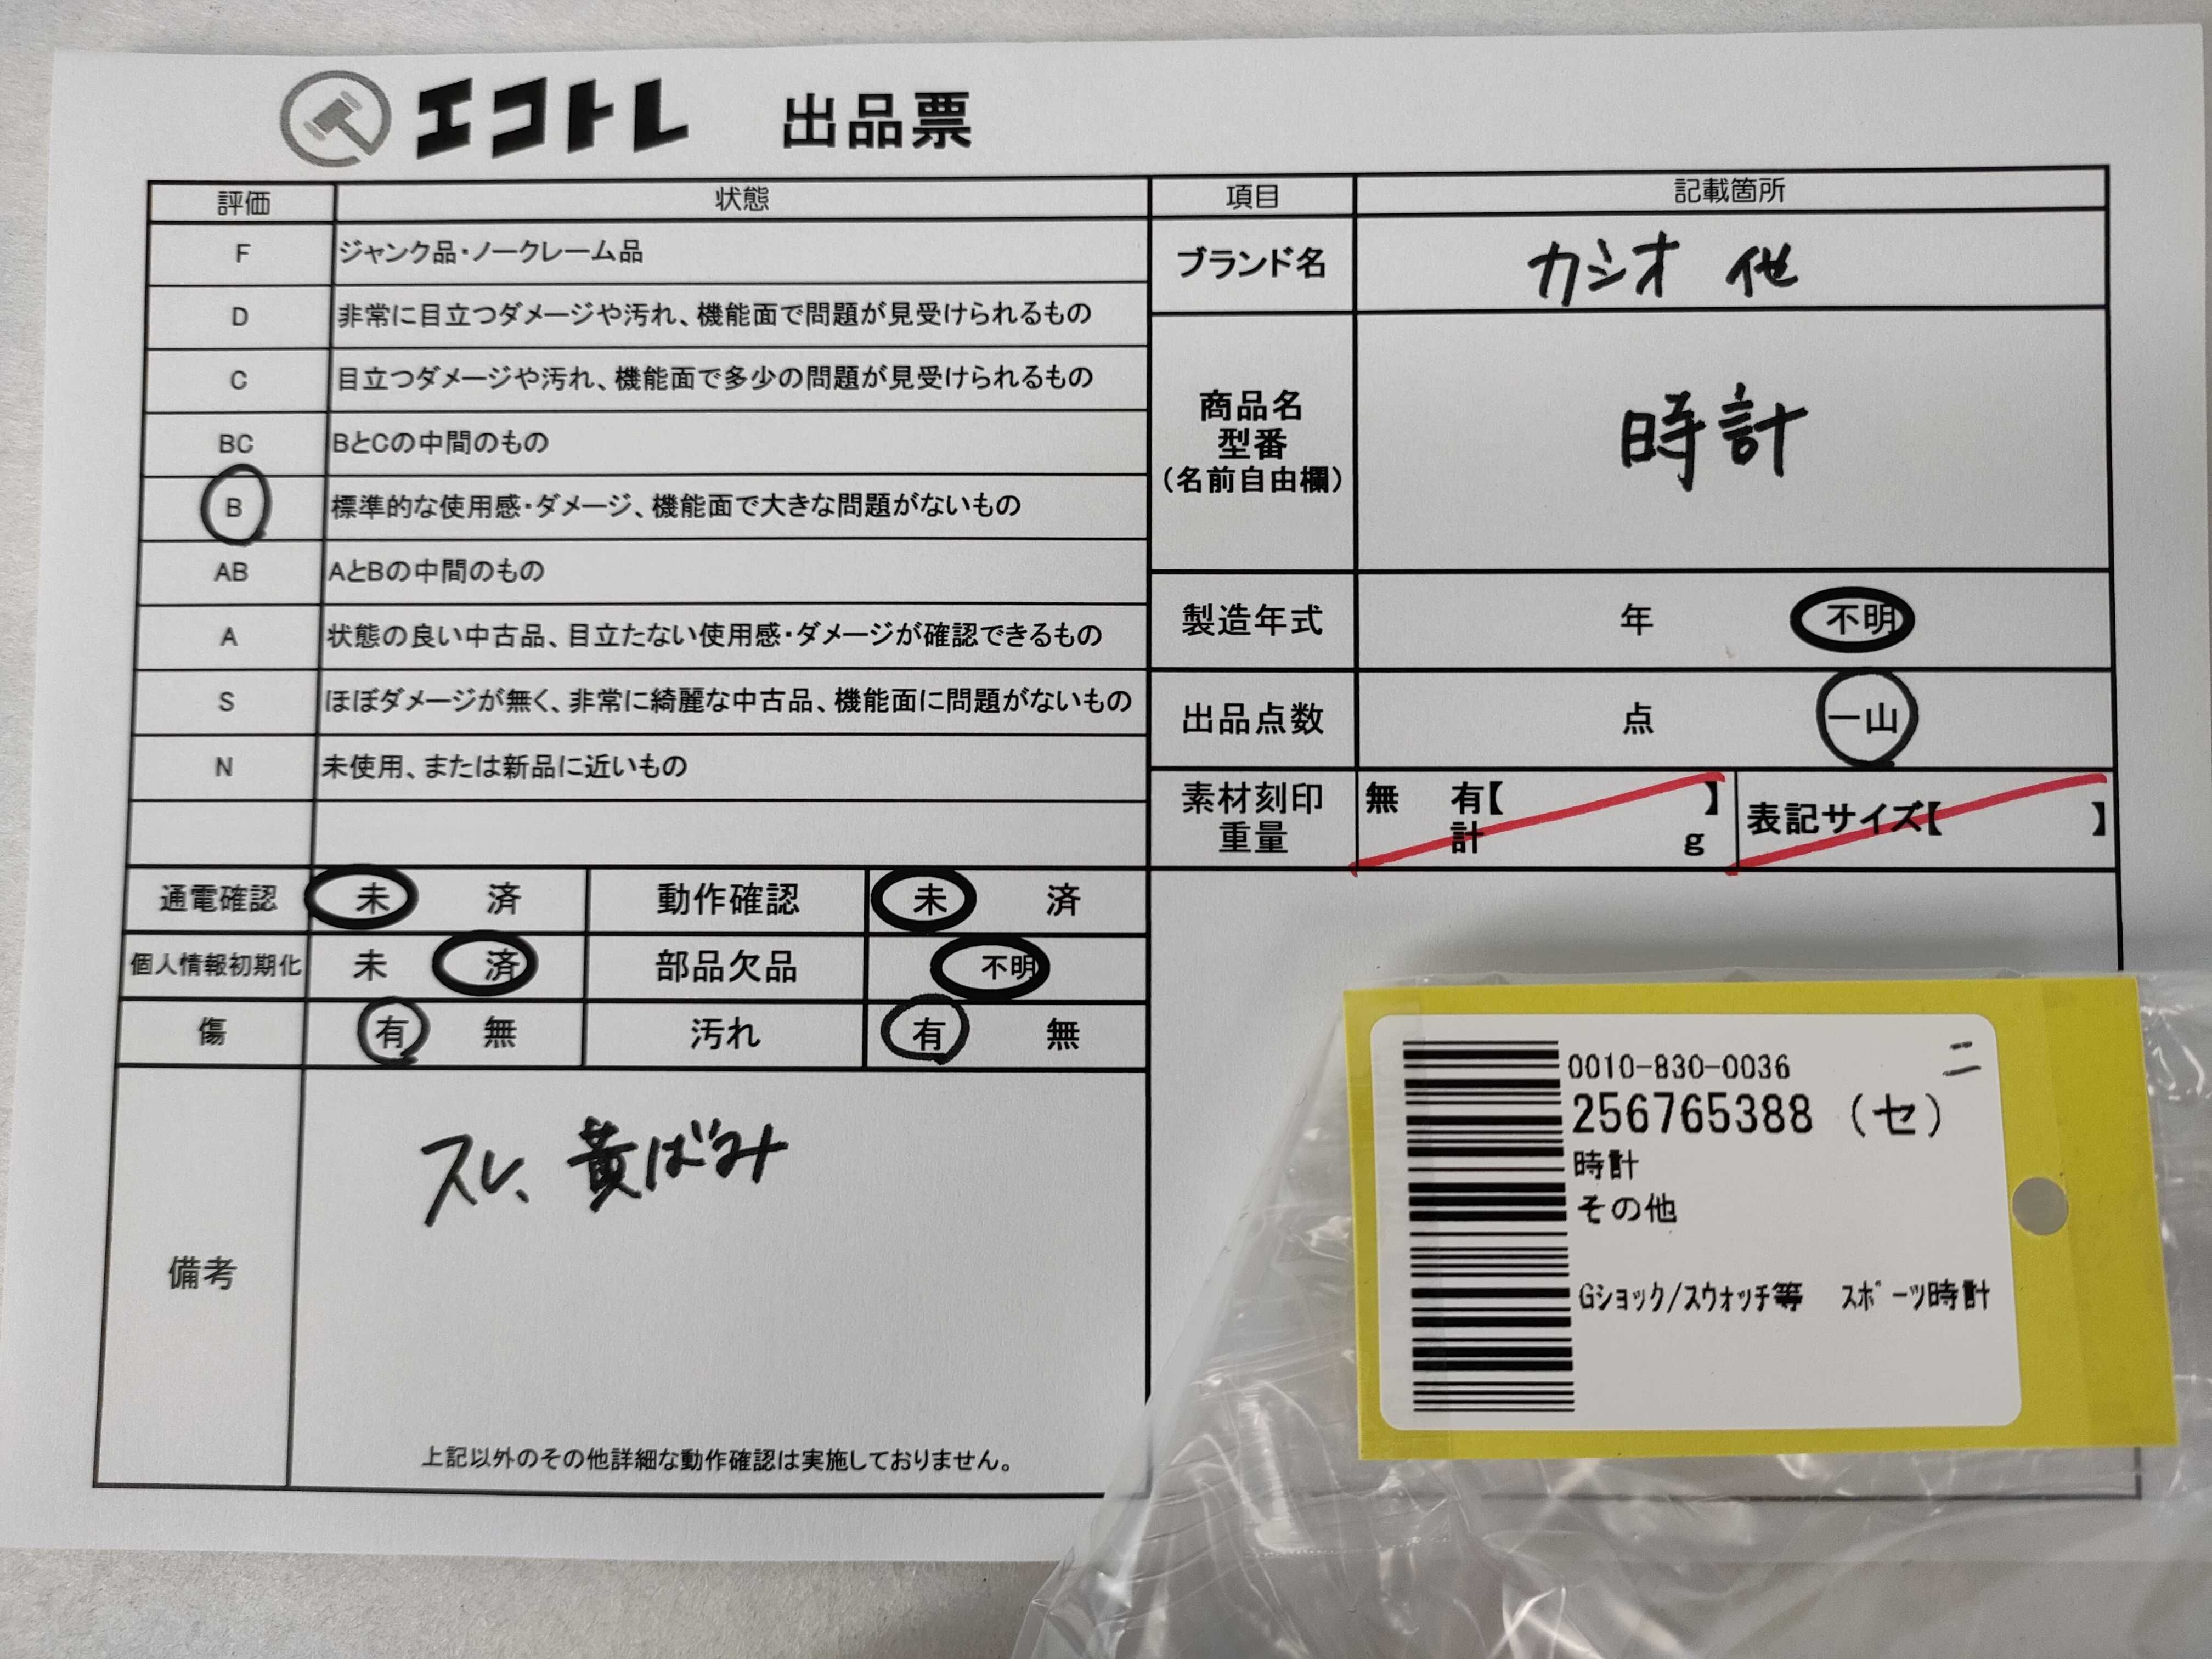 エコトレ 出品票
評価 状態
F ジャンク品・ノークレーム品
D 非常に目立つダメージや汚れ、機能面で問題が見受けられるもの
C 目立つダメージや汚れ、機能面で多少の問題が見受けられるもの
BC BとCの中間のもの
B 標準的な使用感・ダメージ、機能面で大きな問題がないもの
AB AとBの中間のもの
A 状態の良い中古品、目立たない使用感・ダメージが確認できるもの
S ほぼダメージが無く、非常に綺麗な中古品、機能面に問題がないもの
N 未使用、または新品に近いもの
通電確認 未 済 動作確認 未 済
個人情報初期化 未 済 部品欠品 不明
傷 有 無 汚れ 有 無
備考
スレ、黄ばみ
上記以外のその他詳細な動作確認は実施しておりません。
項目 記載箇所
ブランド名 カシオ 他
商品名
型番
(名前自由欄)
時計
製造年式 年 不明
出品点数 点 一山
素材刻印
重量
無 有【 】
計 g
表記サイズ【 】
0010-830-0036 ニ
256765388 (セ)
時計
その他
Gショック/スウォッチ等 スポーツ時計